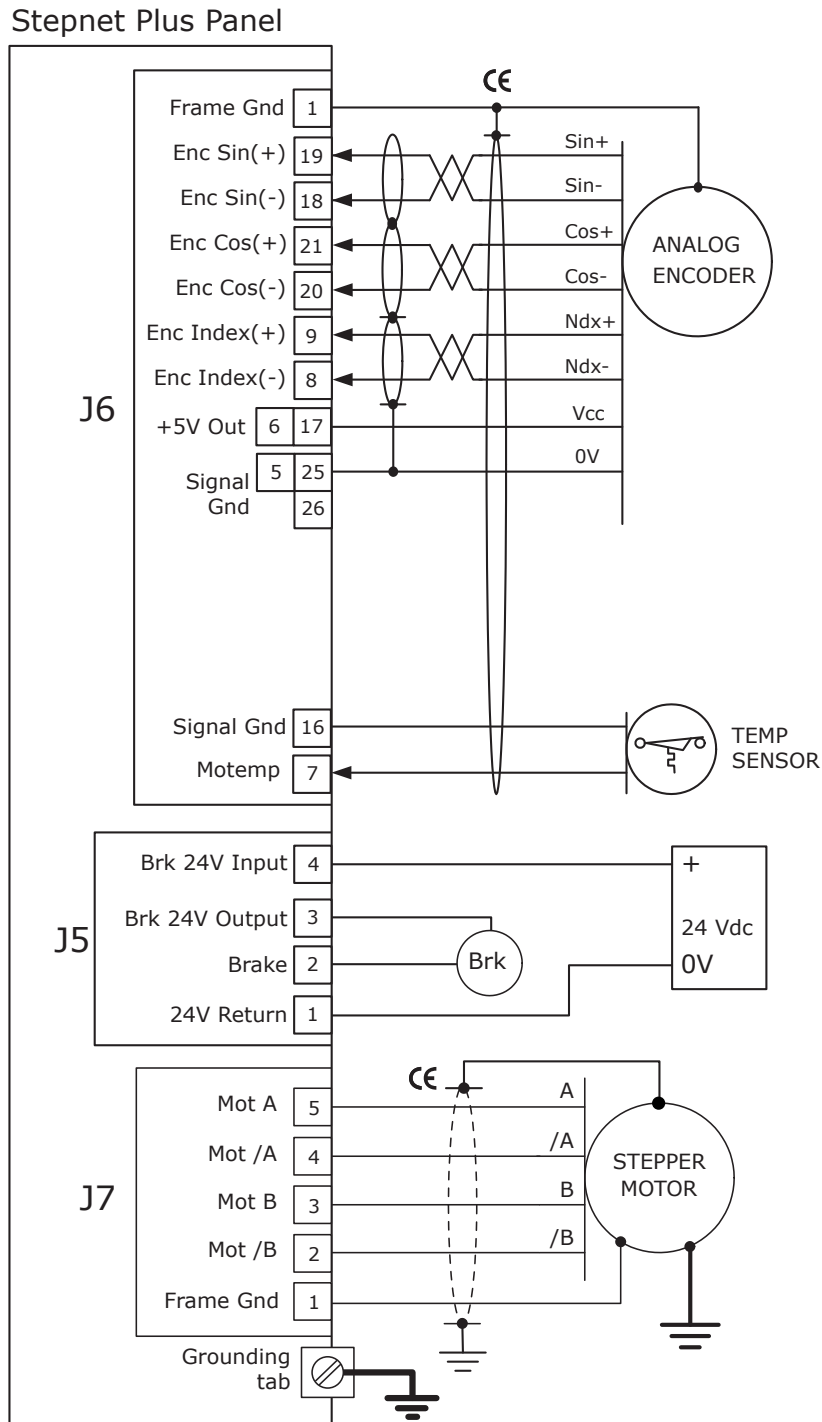 Stepnet Plus Panel
CE
Frame Gnd 1
Enc Sin(+) 19 Sin+
Enc Sin(-) 18 Sin-
Enc Cos(+) 21 Cos+
Enc Cos(-) 20 Cos-
ANALOG
ENCODER
Enc Index(+) 9 Ndx+
Enc Index(-) 8 Ndx-
J6
+5V Out 6 17 Vcc
Signal
Gnd
5 25 0V
26
Signal Gnd 16
Motemp 7
TEMP
SENSOR
J5
Brk 24V Input 4 +
Brk 24V Output 3
24 Vdc
Brake 2 Brk 0V
24V Return 1
J7
CE
Mot A 5 A
Mot /A 4 /A
Mot B 3 B
Mot /B 2 /B
STEPPER
MOTOR
Frame Gnd 1
Grounding
tab